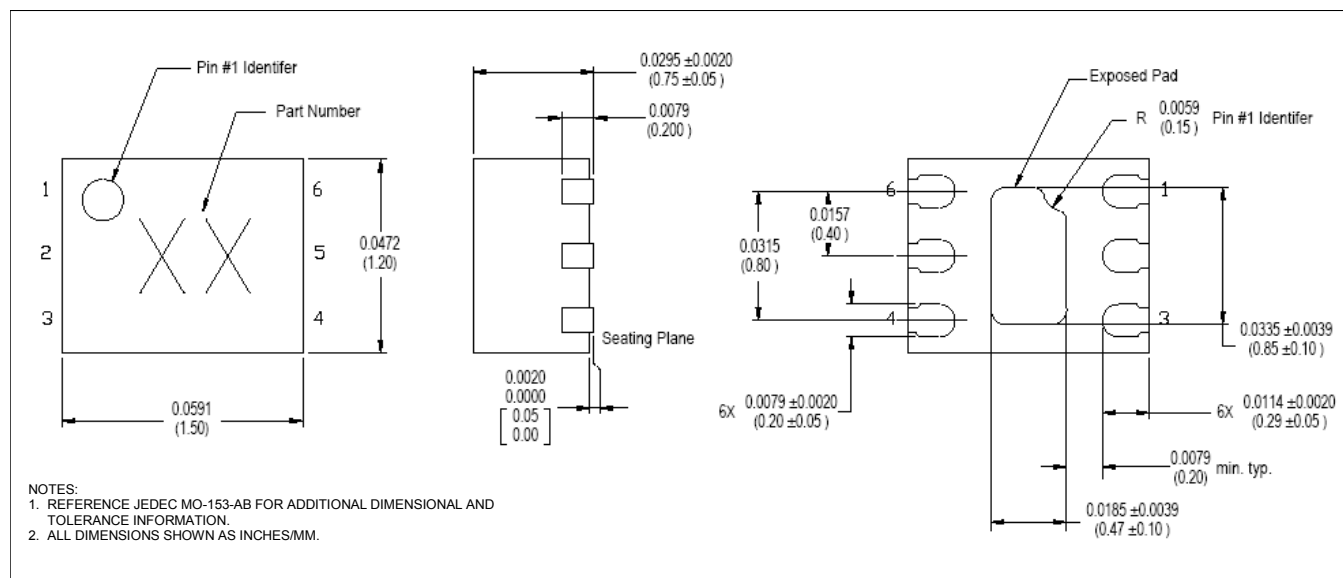 Pin #1 Identifer
Part Number
1
2
3
6
5
4
0.0472
(1.20)
0.0591
(1.50)
0.0295 ±0.0020
(0.75 ±0.05 )
0.0079
(0.200 )
Seating Plane
0.0020
0.0000
0.05
0.00
Exposed Pad
R 0.0059 Pin #1 Identifer
(0.15 )
6
4
1
3
0.0157
(0.40 )
0.0315
(0.80 )
0.0335 ±0.0039
(0.85 ±0.10 )
6X 0.0079 ±0.0020
(0.20 ±0.05 )
6X 0.0114 ±0.0020
(0.29 ±0.05 )
0.0079 min. typ.
(0.20)
0.0185 ±0.0039
(0.47 ±0.10 )
XX
NOTES:
1. REFERENCE JEDEC MO-153-AB FOR ADDITIONAL DIMENSIONAL AND
TOLERANCE INFORMATION.
2. ALL DIMENSIONS SHOWN AS INCHES/MM.